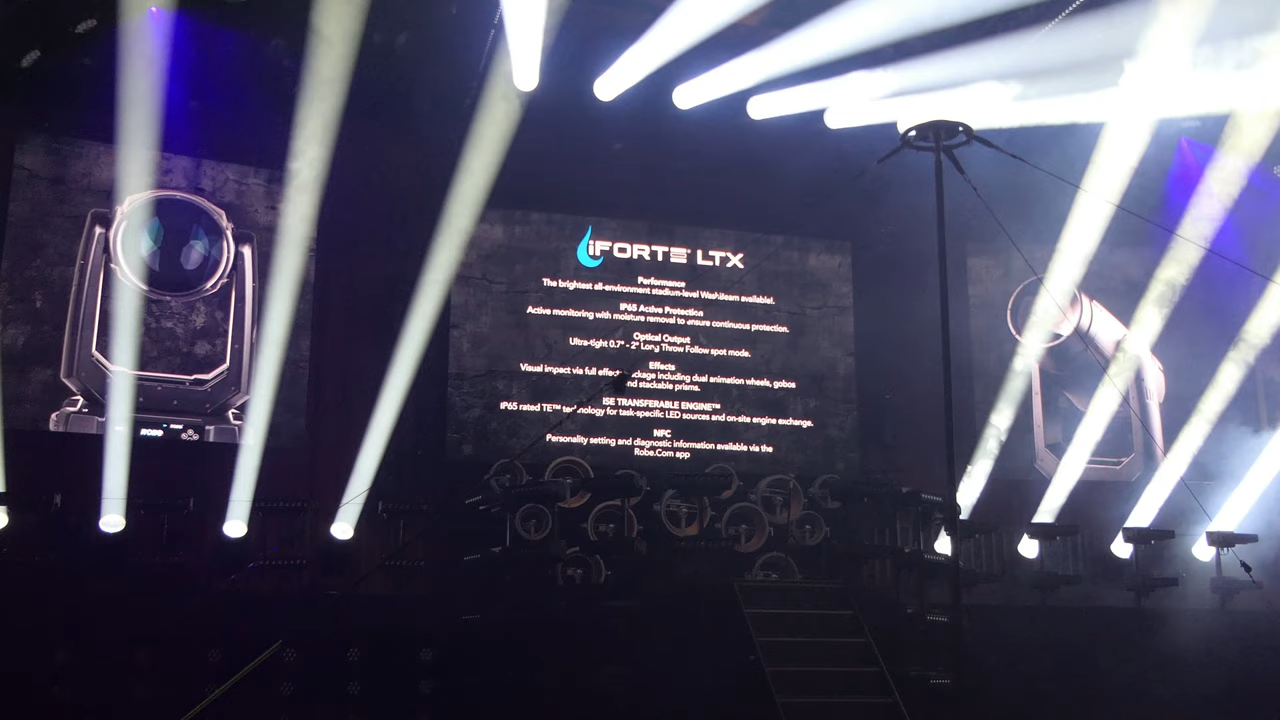 iFORTE® LTX
Performance
The brightest all-environment stadium-level WashBeam available!.
IP65 Active Protection
Active monitoring with moisture removal to ensure continuous protection.
Optical Output
Ultra-tight 0.7° - 2° Long Throw Follow spot mode.
Effects
Visual impact via full effects package including dual animation wheels, gobos
and stackable prisms.
ISE TRANSFERABLE ENGINE™
IP65 rated TE™ technology for task-specific LED sources and on-site engine exchange.
NFC
Personality setting and diagnostic information available via the
Robe.Com app
ROBE